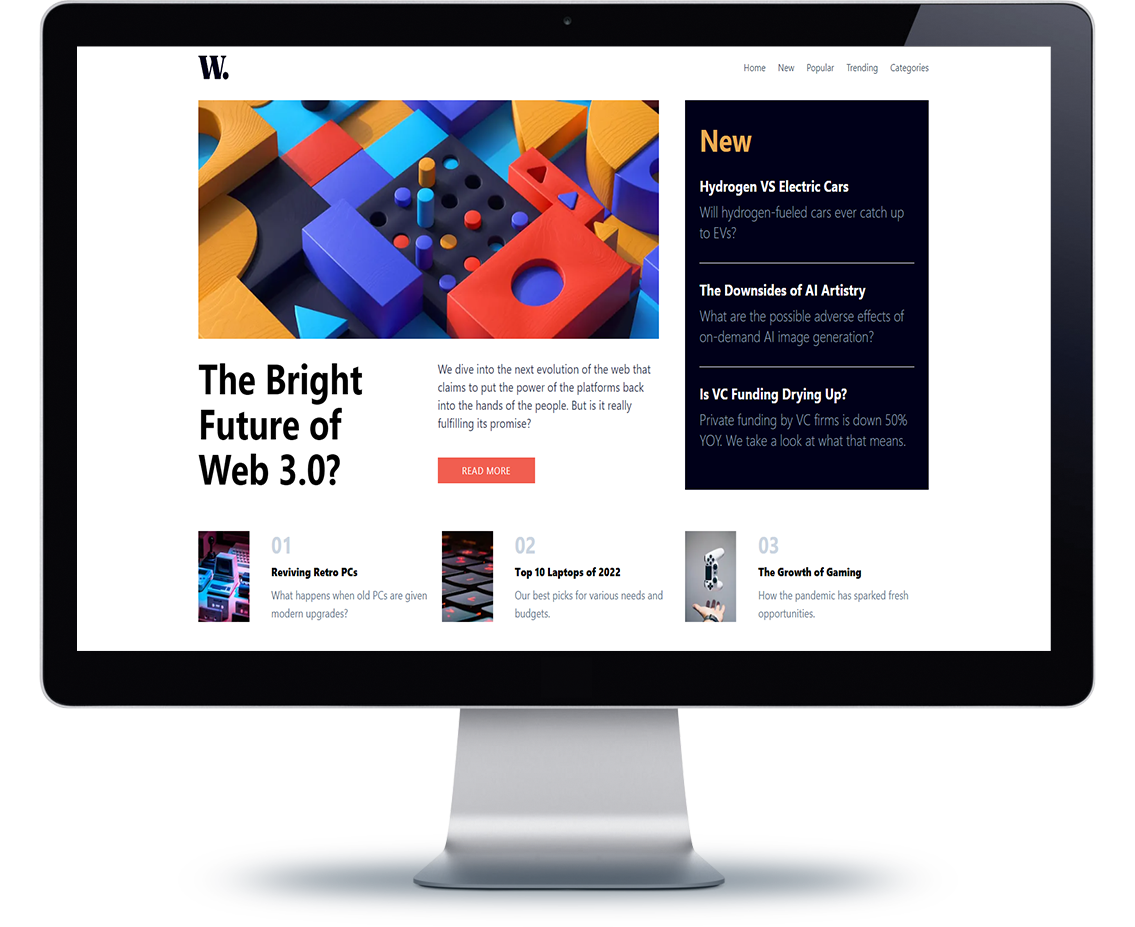 W.
Home New Popular Trending Categories
The Bright
Future of
Web 3.0?
We dive into the next evolution of the web that
claims to put the power of the platforms back
into the hands of the people. But is it really
fulfilling its promise?
READ MORE
New
Hydrogen VS Electric Cars
Will hydrogen-fueled cars ever catch up
to EVs?
The Downsides of AI Artistry
What are the possible adverse effects of
on-demand AI image generation?
Is VC Funding Drying Up?
Private funding by VC firms is down 50%
YOY. We take a look at what that means.
01
Reviving Retro PCs
What happens when old PCs are given
modern upgrades?
02
Top 10 Laptops of 2022
Our best picks for various needs and
budgets.
03
The Growth of Gaming
How the pandemic has sparked fresh
opportunities.